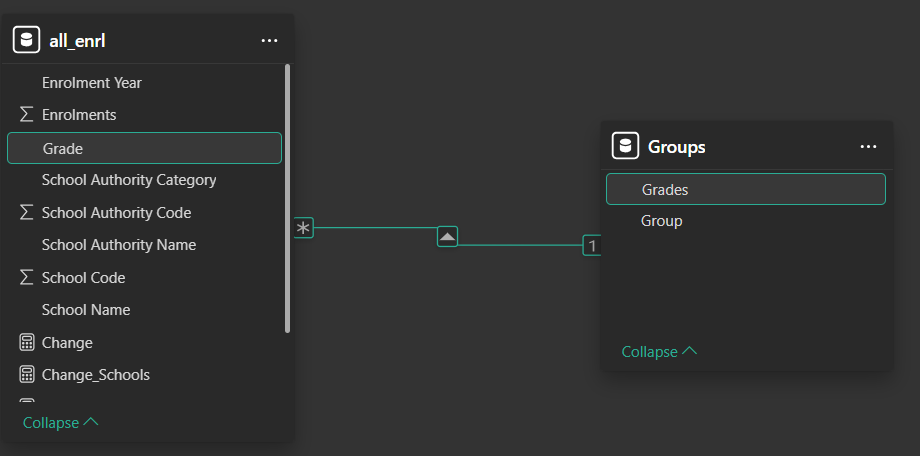 all_enrl
Enrolment Year
Enrolments
Grade
School Authority Category
School Authority Code
School Authority Name
School Code
School Name
Change
Change_Schools
Collapse
1
Groups
Grades
Group
Collapse